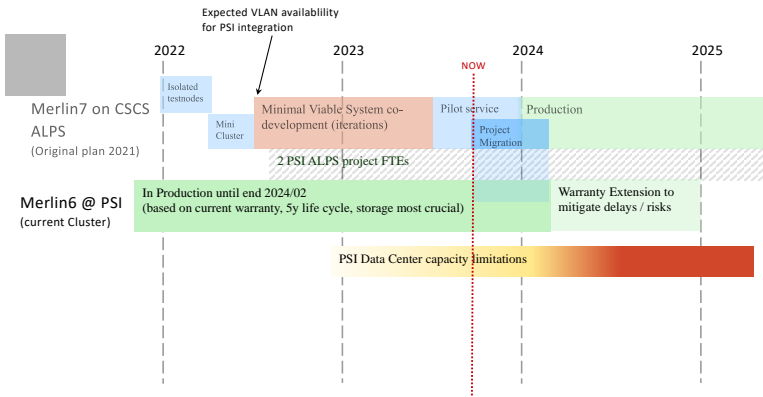 Expected VLAN availablility
for PSI integration
2022
2023
2024
2025
NOW
Isolated
testnodes
Merlin7 on CSCS
ALPS
(Original plan 2021)
Mini
Cluster
Minimal Viable System co-
development (iterations)
Pilot service
Project
Migration
Production
2 PSI ALPS project FTEs
Merlin6 @ PSI
(current Cluster)
In Production until end 2024/02
(based on current warranty, 5y life cycle, storage most crucial)
Warranty Extension to
mitigate delays / risks
PSI Data Center capacity limitations